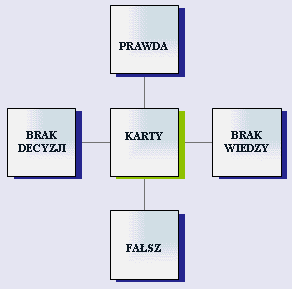 PRAWDA
BRAK
DECYZJI
KARTY
BRAK
WIEDZY
FAŁSZ